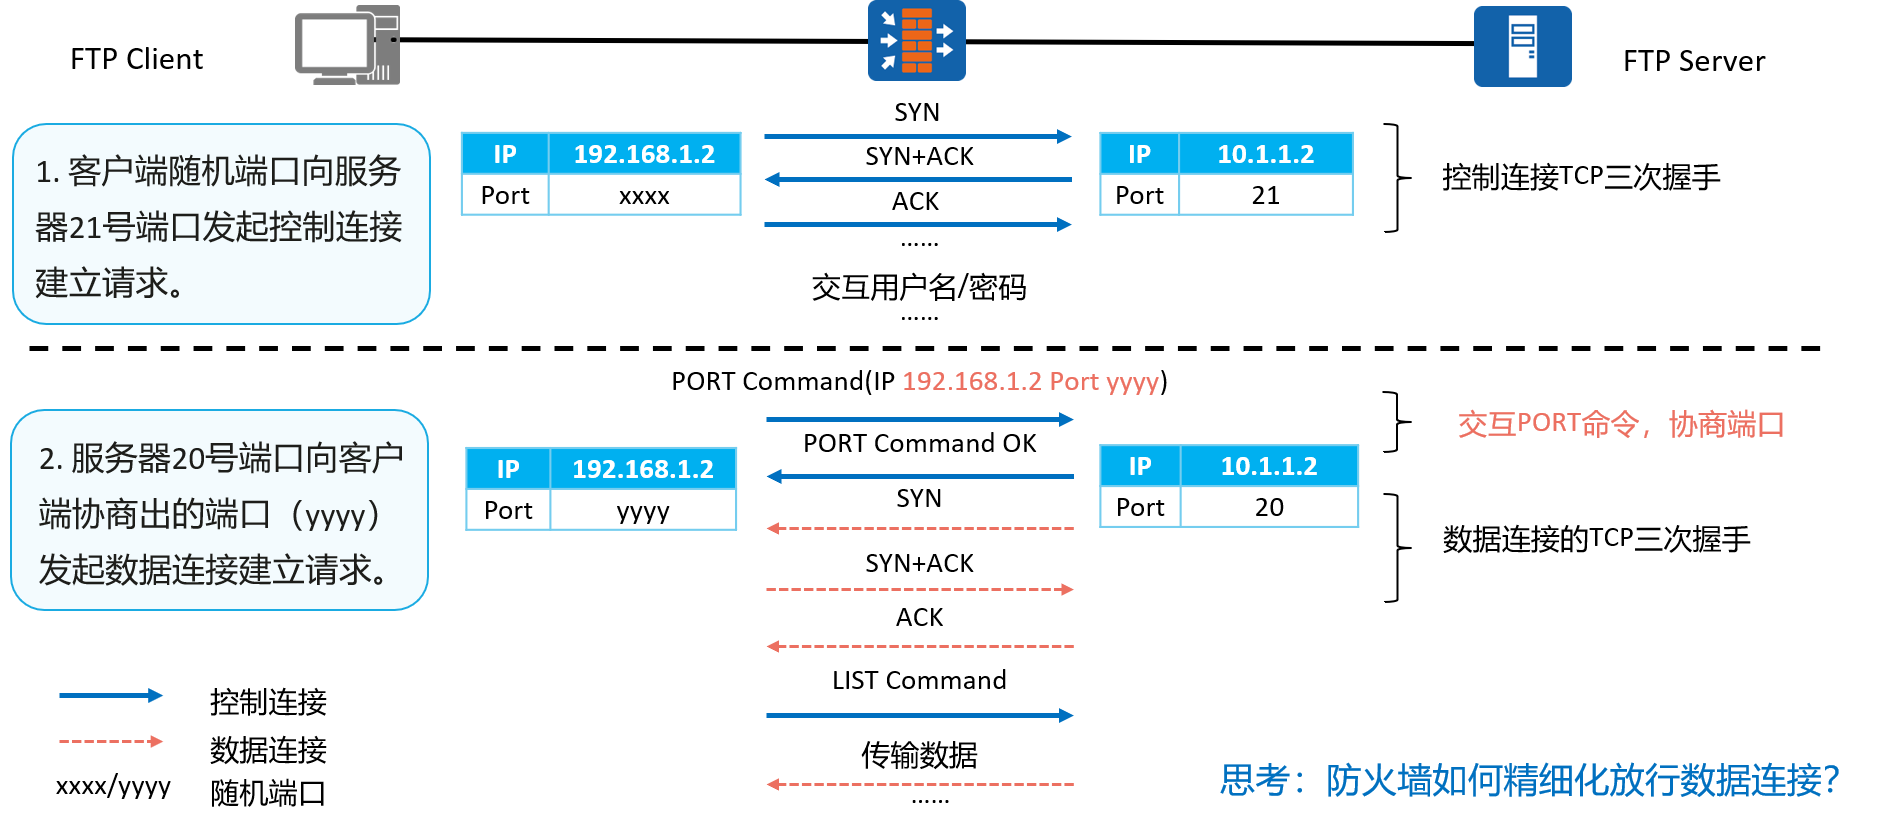 FTP Client
FTP Server
1. 客户端随机端口向服务
器21号端口发起控制连接
建立请求。
IP 192.168.1.2
Port xxxx
SYN
SYN+ACK
ACK
......
交互用户名/密码
......
IP 10.1.1.2
Port 21
控制连接TCP三次握手
PORT Command(IP 192.168.1.2 Port yyyy)
2. 服务器20号端口向客户
端协商出的端口（yyyy）
发起数据连接建立请求。
IP 192.168.1.2
Port yyyy
PORT Command OK
SYN
SYN+ACK
ACK
LIST Command
传输数据
......
IP 10.1.1.2
Port 20
交互PORT命令，协商端口
数据连接的TCP三次握手
控制连接
数据连接
xxxx/yyyy 随机端口
思考：防火墙如何精细化放行数据连接？